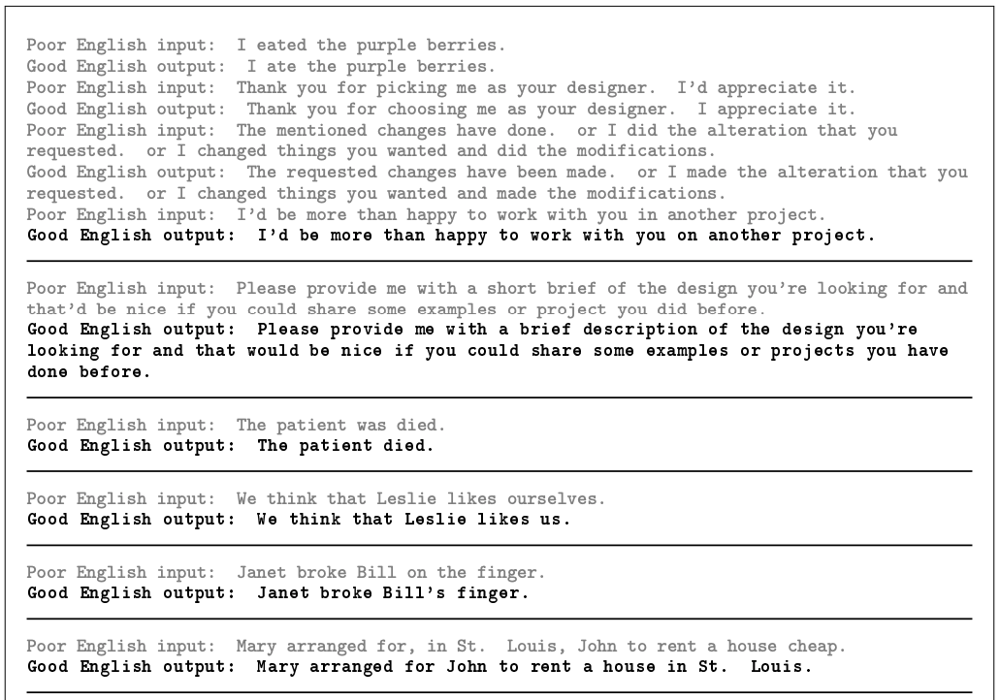 Poor English input: I eated the purple berries.
Good English output: I ate the purple berries.
Poor English input: Thank you for picking me as your designer. I'd appreciate it.
Good English output: Thank you for choosing me as your designer. I appreciate it.
Poor English input: The mentioned changes have done. or I did the alteration that you
requested. or I changed things you wanted and did the modifications.
Good English output: The requested changes have been made. or I made the alteration that you
requested. or I changed things you wanted and made the modifications.
Poor English input: I'd be more than happy to work with you in another project.
Good English output: I'd be more than happy to work with you on another project.
Poor English input: Please provide me with a short brief of the design you're looking for and
that'd be nice if you could share some examples or project you did before.
Good English output: Please provide me with a brief description of the design you're
looking for and that would be nice if you could share some examples or projects you have
done before.
Poor English input: The patient was died.
Good English output: The patient died.
Poor English input: We think that Leslie likes ourselves.
Good English output: We think that Leslie likes us.
Poor English input: Janet broke Bill on the finger.
Good English output: Janet broke Bill's finger.
Poor English input: Mary arranged for, in St. Louis, John to rent a house cheap.
Good English output: Mary arranged for John to rent a house in St. Louis.